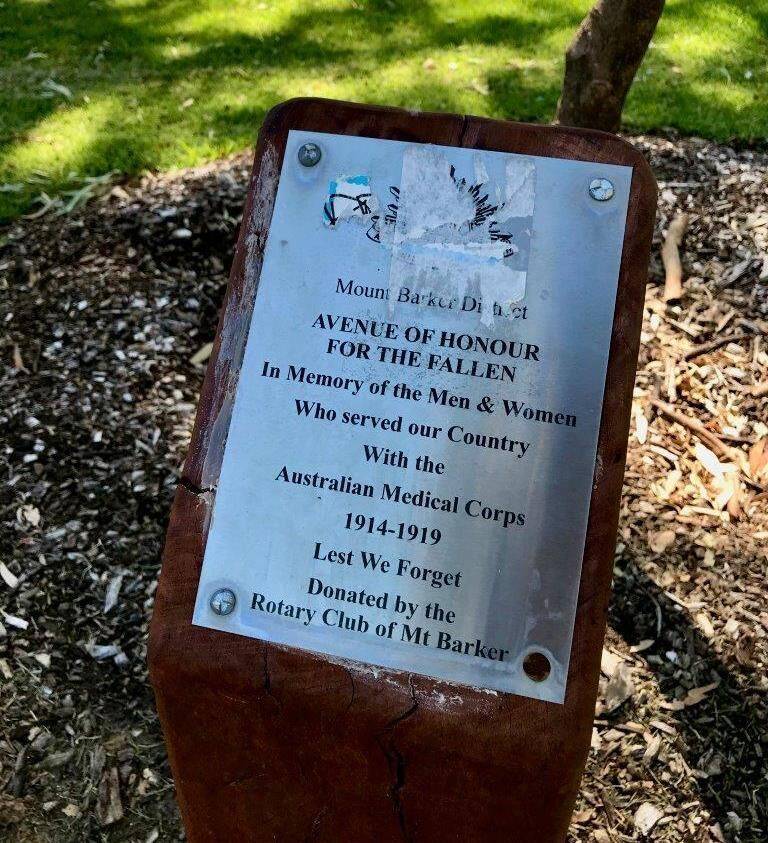 Mount Barker District
AVENUE OF HONOUR
FOR THE FALLEN
In Memory of the Men & Women
Who served our Country
With the
Australian Medical Corps
1914-1919
Lest We Forget
Donated by the
Rotary Club of Mt Barker